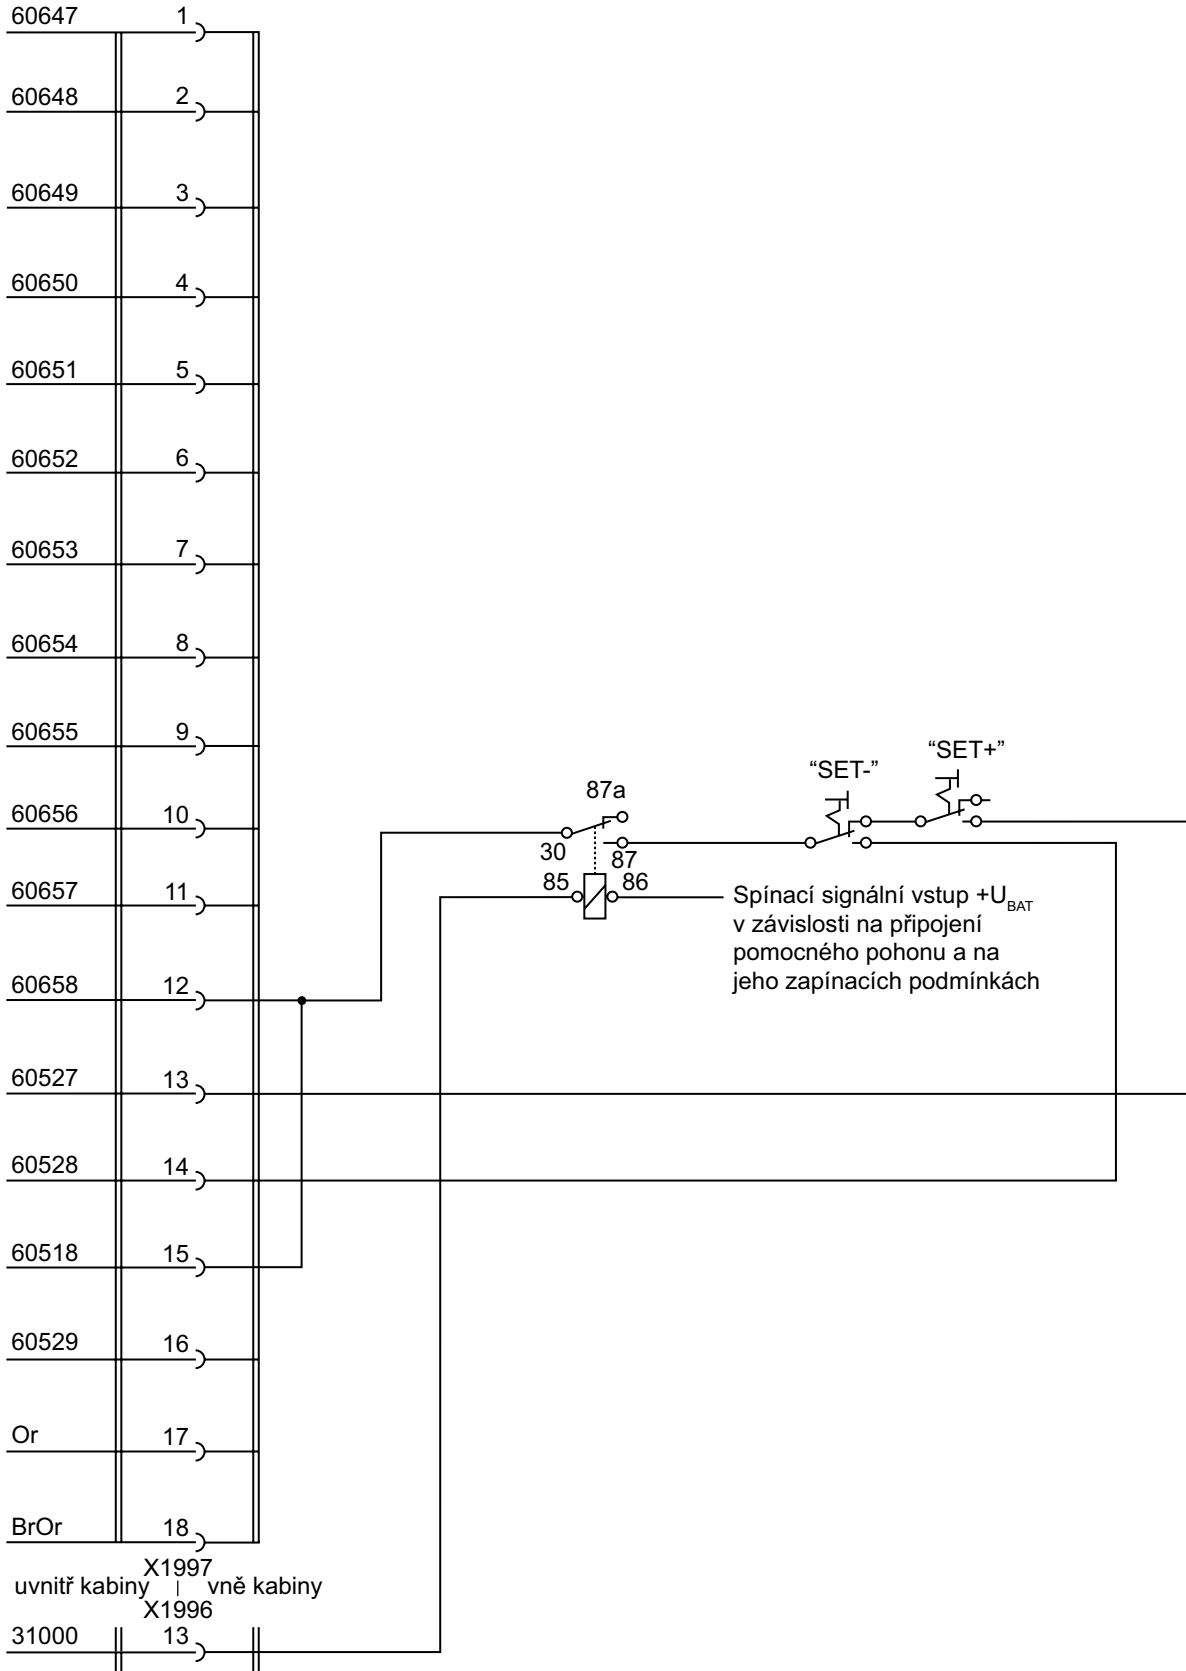 60647 1
60648 2
60649 3
60650 4
60651 5
60652 6
60653 7
60654 8
60655 9
“SET+”
“SET-”
87a
60656 10
30 87
85 86
60657 11
Spínací signální vstup +UBAT
v závislosti na připojení
pomocného pohonu a na
jeho zapínacích podmínkách
60658 12
60527 13
60528 14
60518 15
60529 16
Or 17
BrOr 18
X1997
uvnitř kabiny | vně kabiny
X1996
31000 13